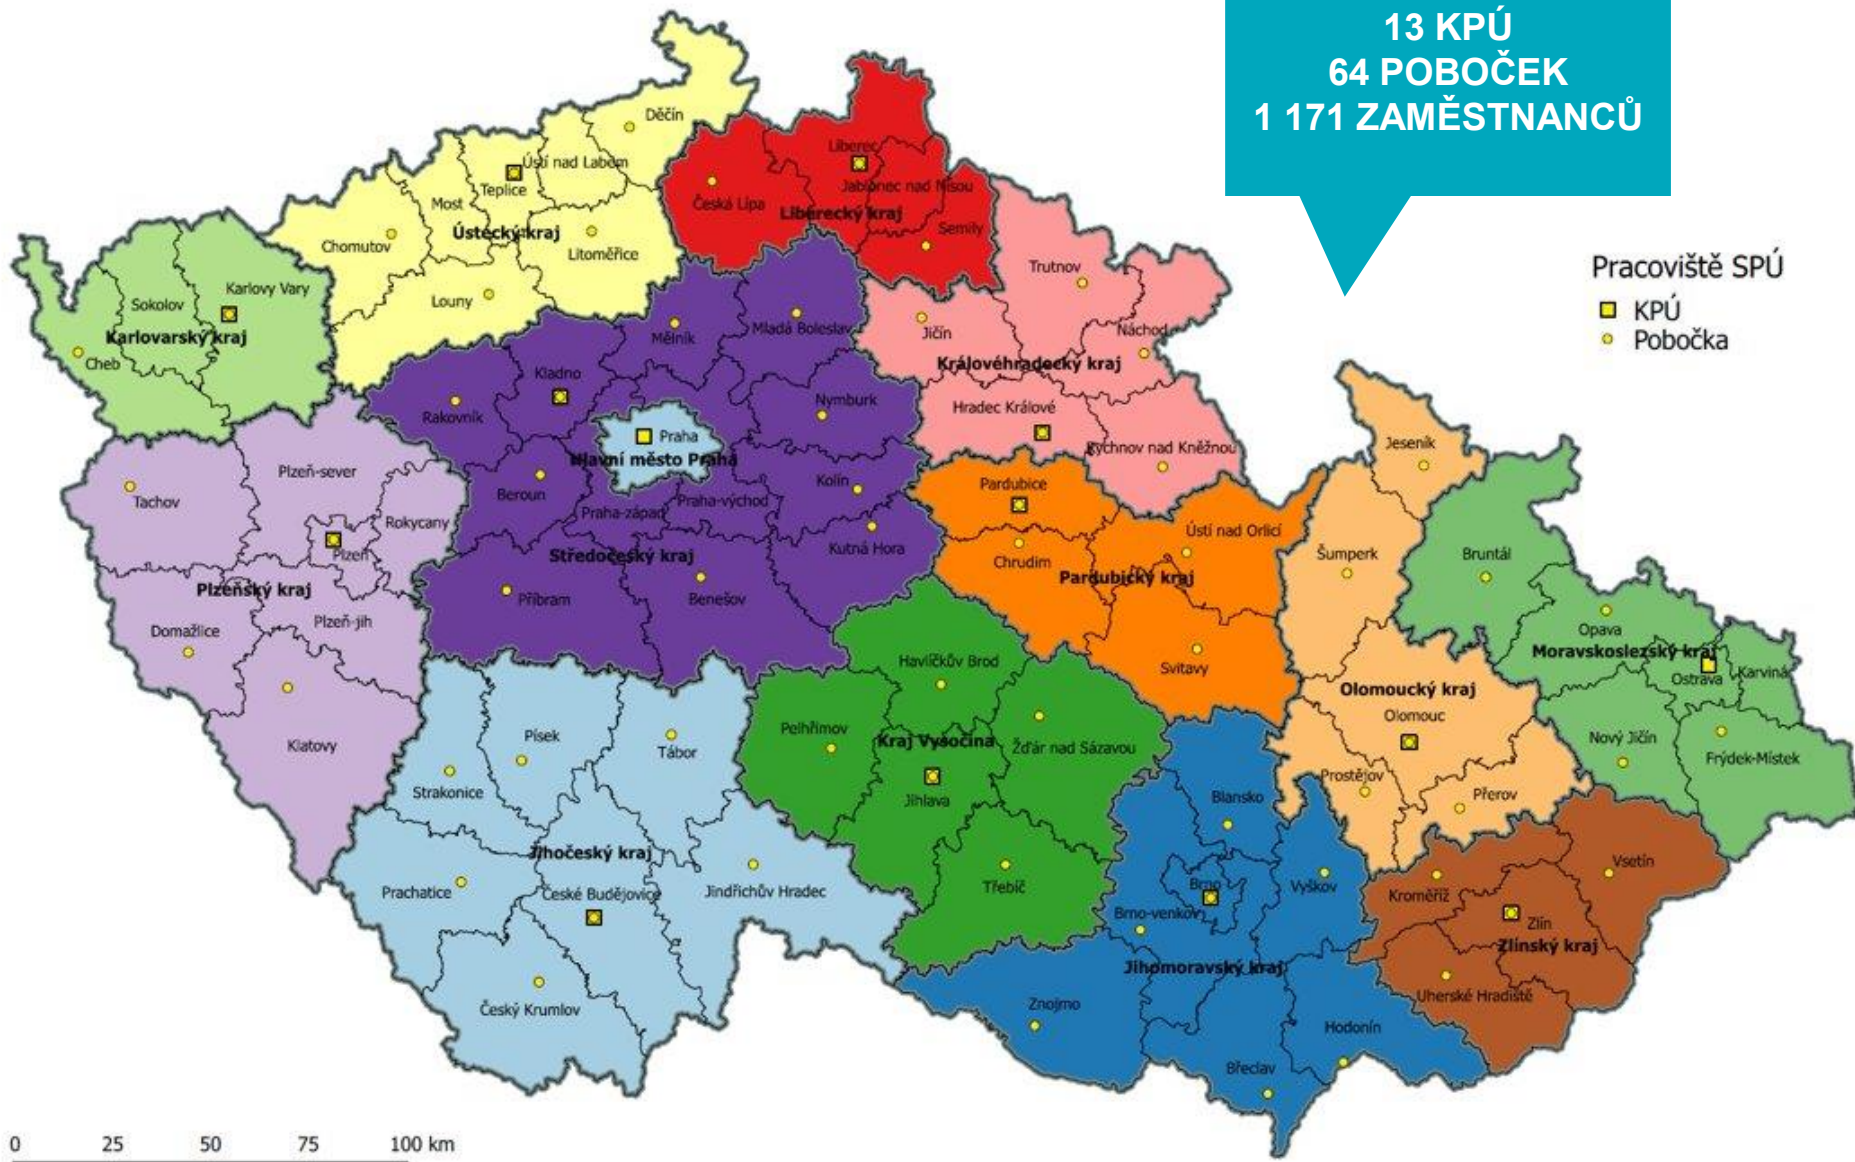 13 KPÚ
64 POBOČEK
1 171 ZAMĚSTNANCŮ
Pracoviště SPÚ
KPÚ
Pobočka
Děčín
Ústí nad Labem
Teplice
Most
Ústecký kraj
Chomutov
Litoměřice
Louny
Liberec
Jablonec nad Nisou
Česká Lípa
Liberecký kraj
Semily
Karlovy Vary
Sokolov
Karlovarský kraj
Cheb
Trutnov
Jičín
Náchod
Královéhradecký kraj
Hradec Králové
Rychnov nad Kněžnou
Mělník
Mladá Boleslav
Kladno
Rakovník
Nymburk
Praha
Hlavní město Praha
Beroun
Kolín
Praha-západ
Praha-východ
Kutná Hora
Středočeský kraj
Příbram
Benešov
Tachov
Plzeň-sever
Rokycany
Plzeň
Plzeňský kraj
Domažlice
Plzeň-jih
Klatovy
Pardubice
Chrudim
Ústí nad Orlicí
Pardubický kraj
Svitavy
Jeseník
Šumperk
Olomoucký kraj
Olomouc
Prostějov
Přerov
Bruntál
Opava
Moravskoslezský kraj
Ostrava
Karviná
Nový Jičín
Frýdek-Místek
Havlíčkův Brod
Pelhřimov
Kraj Vysočina
Žďár nad Sázavou
Jihlava
Třebíč
Písek
Tábor
Strakonice
Jihočeský kraj
Prachatice
České Budějovice
Jindřichův Hradec
Český Krumlov
Blansko
Brno
Vyškov
Brno-venkov
Jihomoravský kraj
Znojmo
Hodonín
Břeclav
Vsetín
Kroměříž
Zlín
Zlínský kraj
Uherské Hradiště
0 25 50 75 100 km